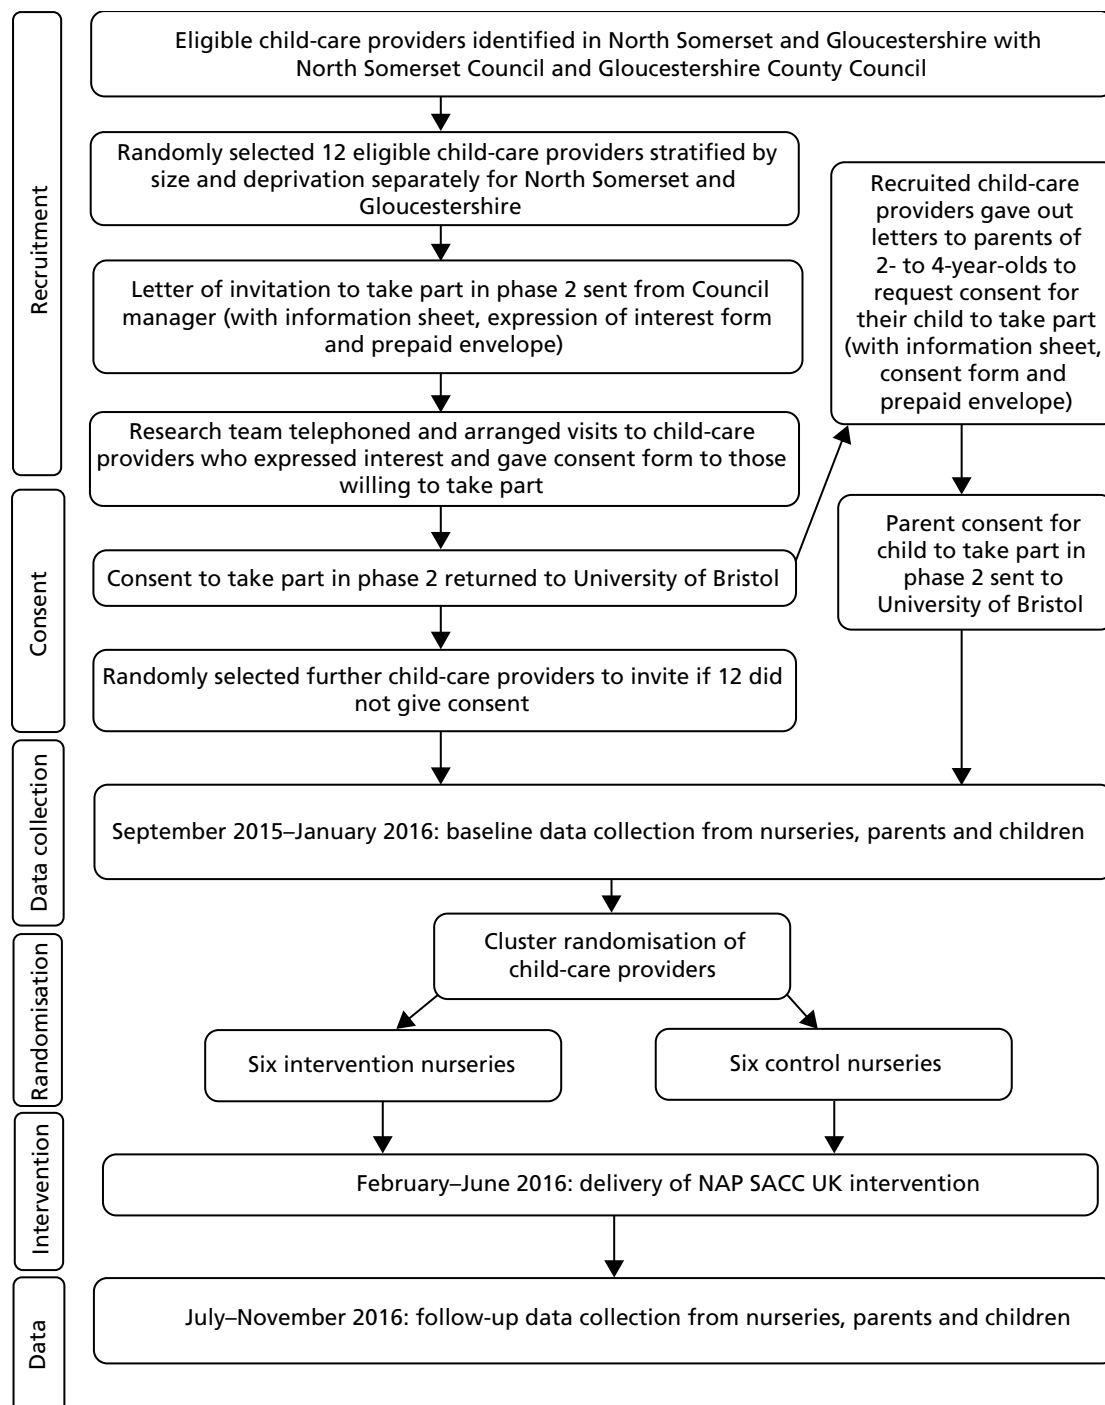 Recruitment
Eligible child-care providers identified in North Somerset and Gloucestershire with
North Somerset Council and Gloucestershire County Council
Randomly selected 12 eligible child-care providers stratified by
size and deprivation separately for North Somerset and
Gloucestershire
Letter of invitation to take part in phase 2 sent from Council
manager (with information sheet, expression of interest form
and prepaid envelope)
Research team telephoned and arranged visits to child-care
providers who expressed interest and gave consent form to those
willing to take part
Recruited child-care
providers gave out
letters to parents of
2- to 4-year-olds to
request consent for
their child to take part
(with information sheet,
consent form and
prepaid envelope)
Consent
Consent to take part in phase 2 returned to University of Bristol
Randomly selected further child-care providers to invite if 12 did
not give consent
Parent consent for
child to take part in
phase 2 sent to
University of Bristol
Data collection
September 2015–January 2016: baseline data collection from nurseries, parents and children
Randomisation
Cluster randomisation of
child-care providers
Six intervention nurseries
Six control nurseries
Intervention
February–June 2016: delivery of NAP SACC UK intervention
Data
July–November 2016: follow-up data collection from nurseries, parents and children